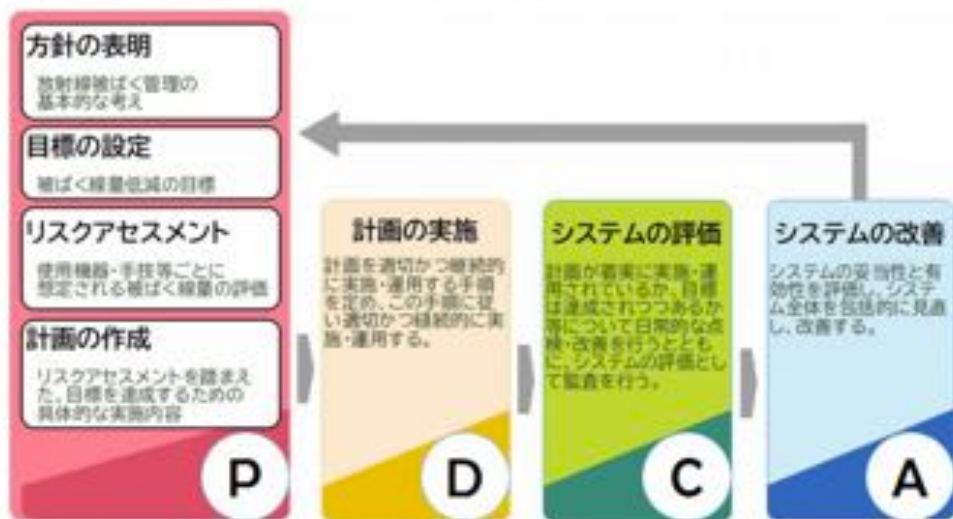 方針の表明
放射線被ばく管理の
基本的な考え
目標の設定
被ばく線量低減の目標
リスクアセスメント
使用機器・手技等ごとに
想定される被ばく線量の評価
計画の作成
リスクアセスメントを踏まえ
た、目標を達成するための
具体的な実施内容
P
計画の実施
計画を適切かつ継続的
に実施・運用する手順
を定め、この手順に従
い適切かつ継続的に実
施・運用する。
D
システムの評価
計画が着実に実施・運
用されているか、目標
は達成されつつあるか
等について日常的な点
検・改善を行うととも
に、システムの評価とし
て監査を行う。
C
システムの改善
システムの妥当性と有
効性を評価し、システ
ム全体を包括的に見直
し、改善する。
A